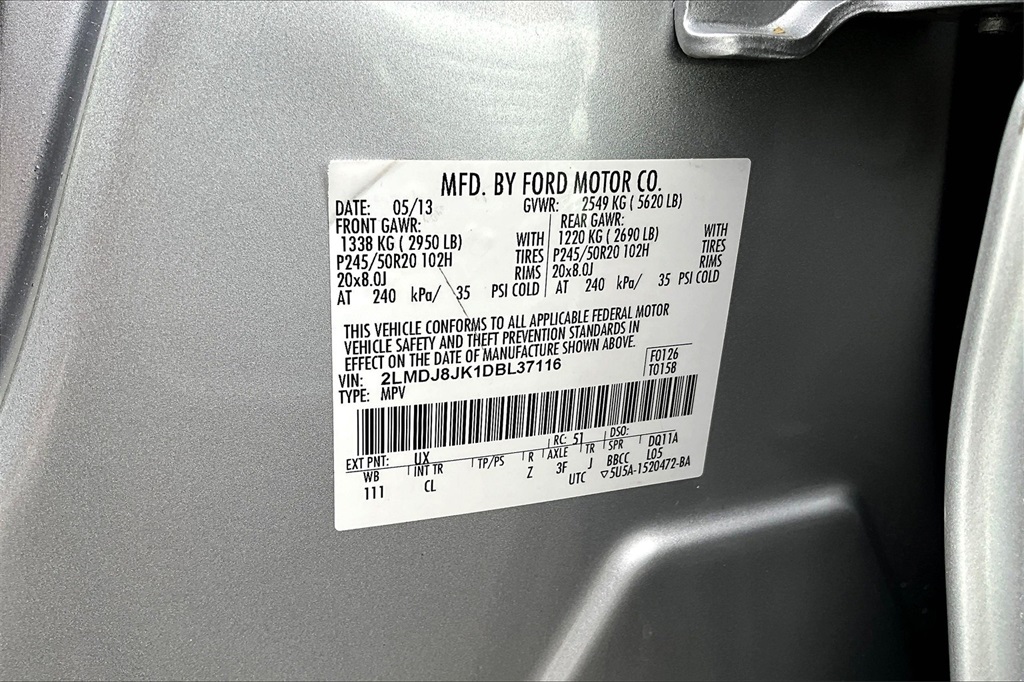 MFD. BY FORD MOTOR CO.
DATE: 05/13 GVWR: 2549 KG ( 5620 LB)
FRONT GAWR: REAR GAWR:
1338 KG ( 2950 LB) WITH 1220 KG ( 2690 LB) WITH
P245/50R20 102H TIRES P245/50R20 102H TIRES
20x8.0J RIMS 20x8.0J RIMS
AT 240 kPa/ 35 PSI COLD AT 240 kPa/ 35 PSI COLD
THIS VEHICLE CONFORMS TO ALL APPLICABLE FEDERAL MOTOR
VEHICLE SAFETY AND THEFT PREVENTION STANDARDS IN
EFFECT ON THE DATE OF MANUFACTURE SHOWN ABOVE.
VIN: 2LMDJ8JK1DBL37116 F0126
TYPE: MPV T0158
EXT PNT: UX RC: 51 DSO:
WB INT TR TP/PS R AXLE TR SPR DQ11A
111 CL Z 3F J BBCC L05
UTC ▽5U5A-1520472-BA